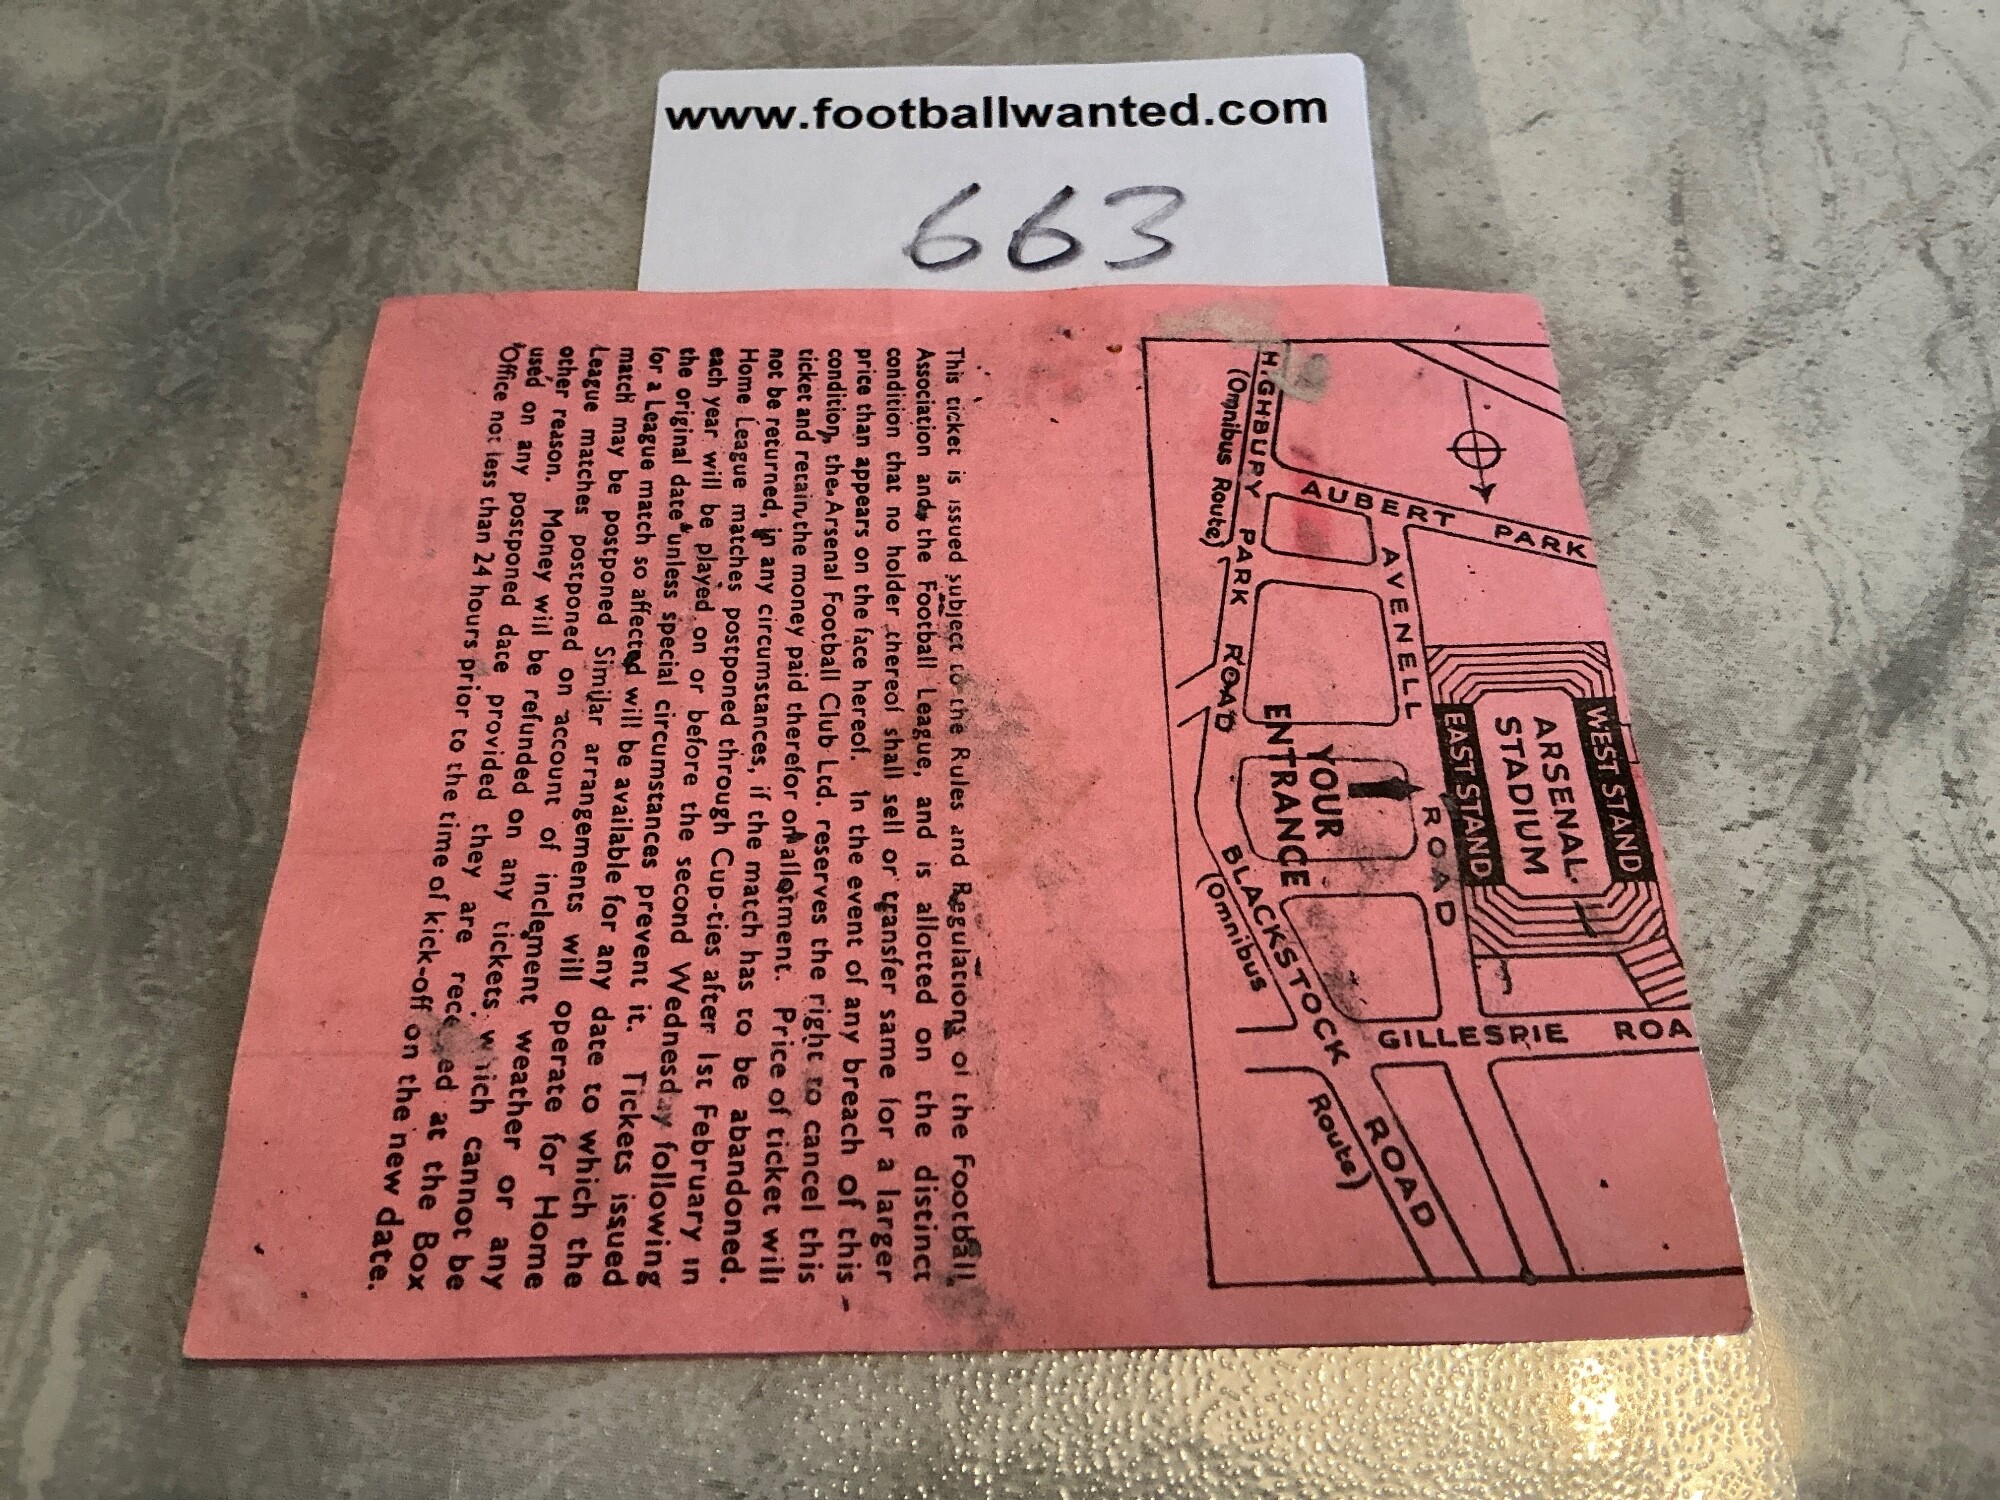 www.footballwanted.com
663
WEST STAND
ARSENAL
STADIUM
EAST STAND
AUBERT PARK
AVENELL ROAD
YOUR
ENTRANCE
HIGHBURY PARK ROAD
(Omnibus Route)
BLACKSTOCK ROAD
(Omnibus Route)
GILLESPIE ROA
This ticket is issued subject to the Rules and Regulations of the Football
Association and the Football League, and is allotted on the distinct
condition that no holder thereof shall sell or transfer same for a larger
price than appears on the face hereof. In the event of any breach of this
condition, the Arsenal Football Club Ltd. reserves the right to cancel this
ticket and retain the money paid therefor or allotment. Price of ticket will
not be returned, in any circumstances, if the match has to be abandoned.
Home League matches postponed through Cup-ties after 1st February in
each year will be played on or before the second Wednesday following
the original date unless special circumstances prevent it. Tickets issued
for a League match so affected will be available for any date to which the
match may be postponed Similar arrangements will operate for Home
League matches postponed on account of inclement weather or any
other reason. Money will be refunded on any tickets which cannot be
used on any postponed date provided they are received at the Box
Office not less than 24 hours prior to the time of kick-off on the new date.